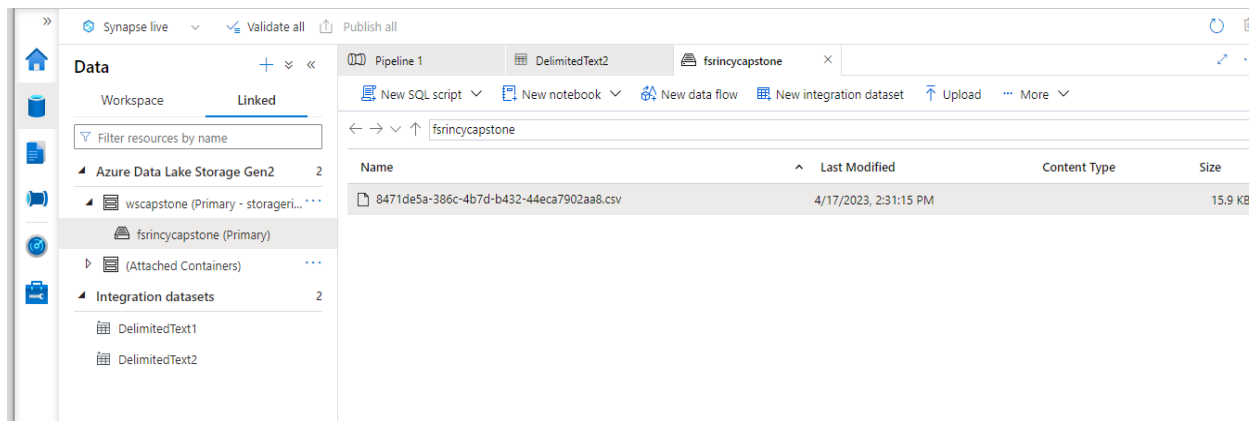 Synapse live Validate all Publish all
Data
Workspace Linked
Filter resources by name
Azure Data Lake Storage Gen2 2
wscapstone (Primary - storageri...
fsrincycapstone (Primary)
(Attached Containers)
Integration datasets 2
DelimitedText1
DelimitedText2
Pipeline 1 DelimitedText2 fsrincycapstone
New SQL script New notebook New data flow New integration dataset Upload More
fsrincycapstone
Name Last Modified Content Type Size
8471de5a-386c-4b7d-b432-44eca7902aa8.csv 4/17/2023, 2:31:15 PM 15.9 KB